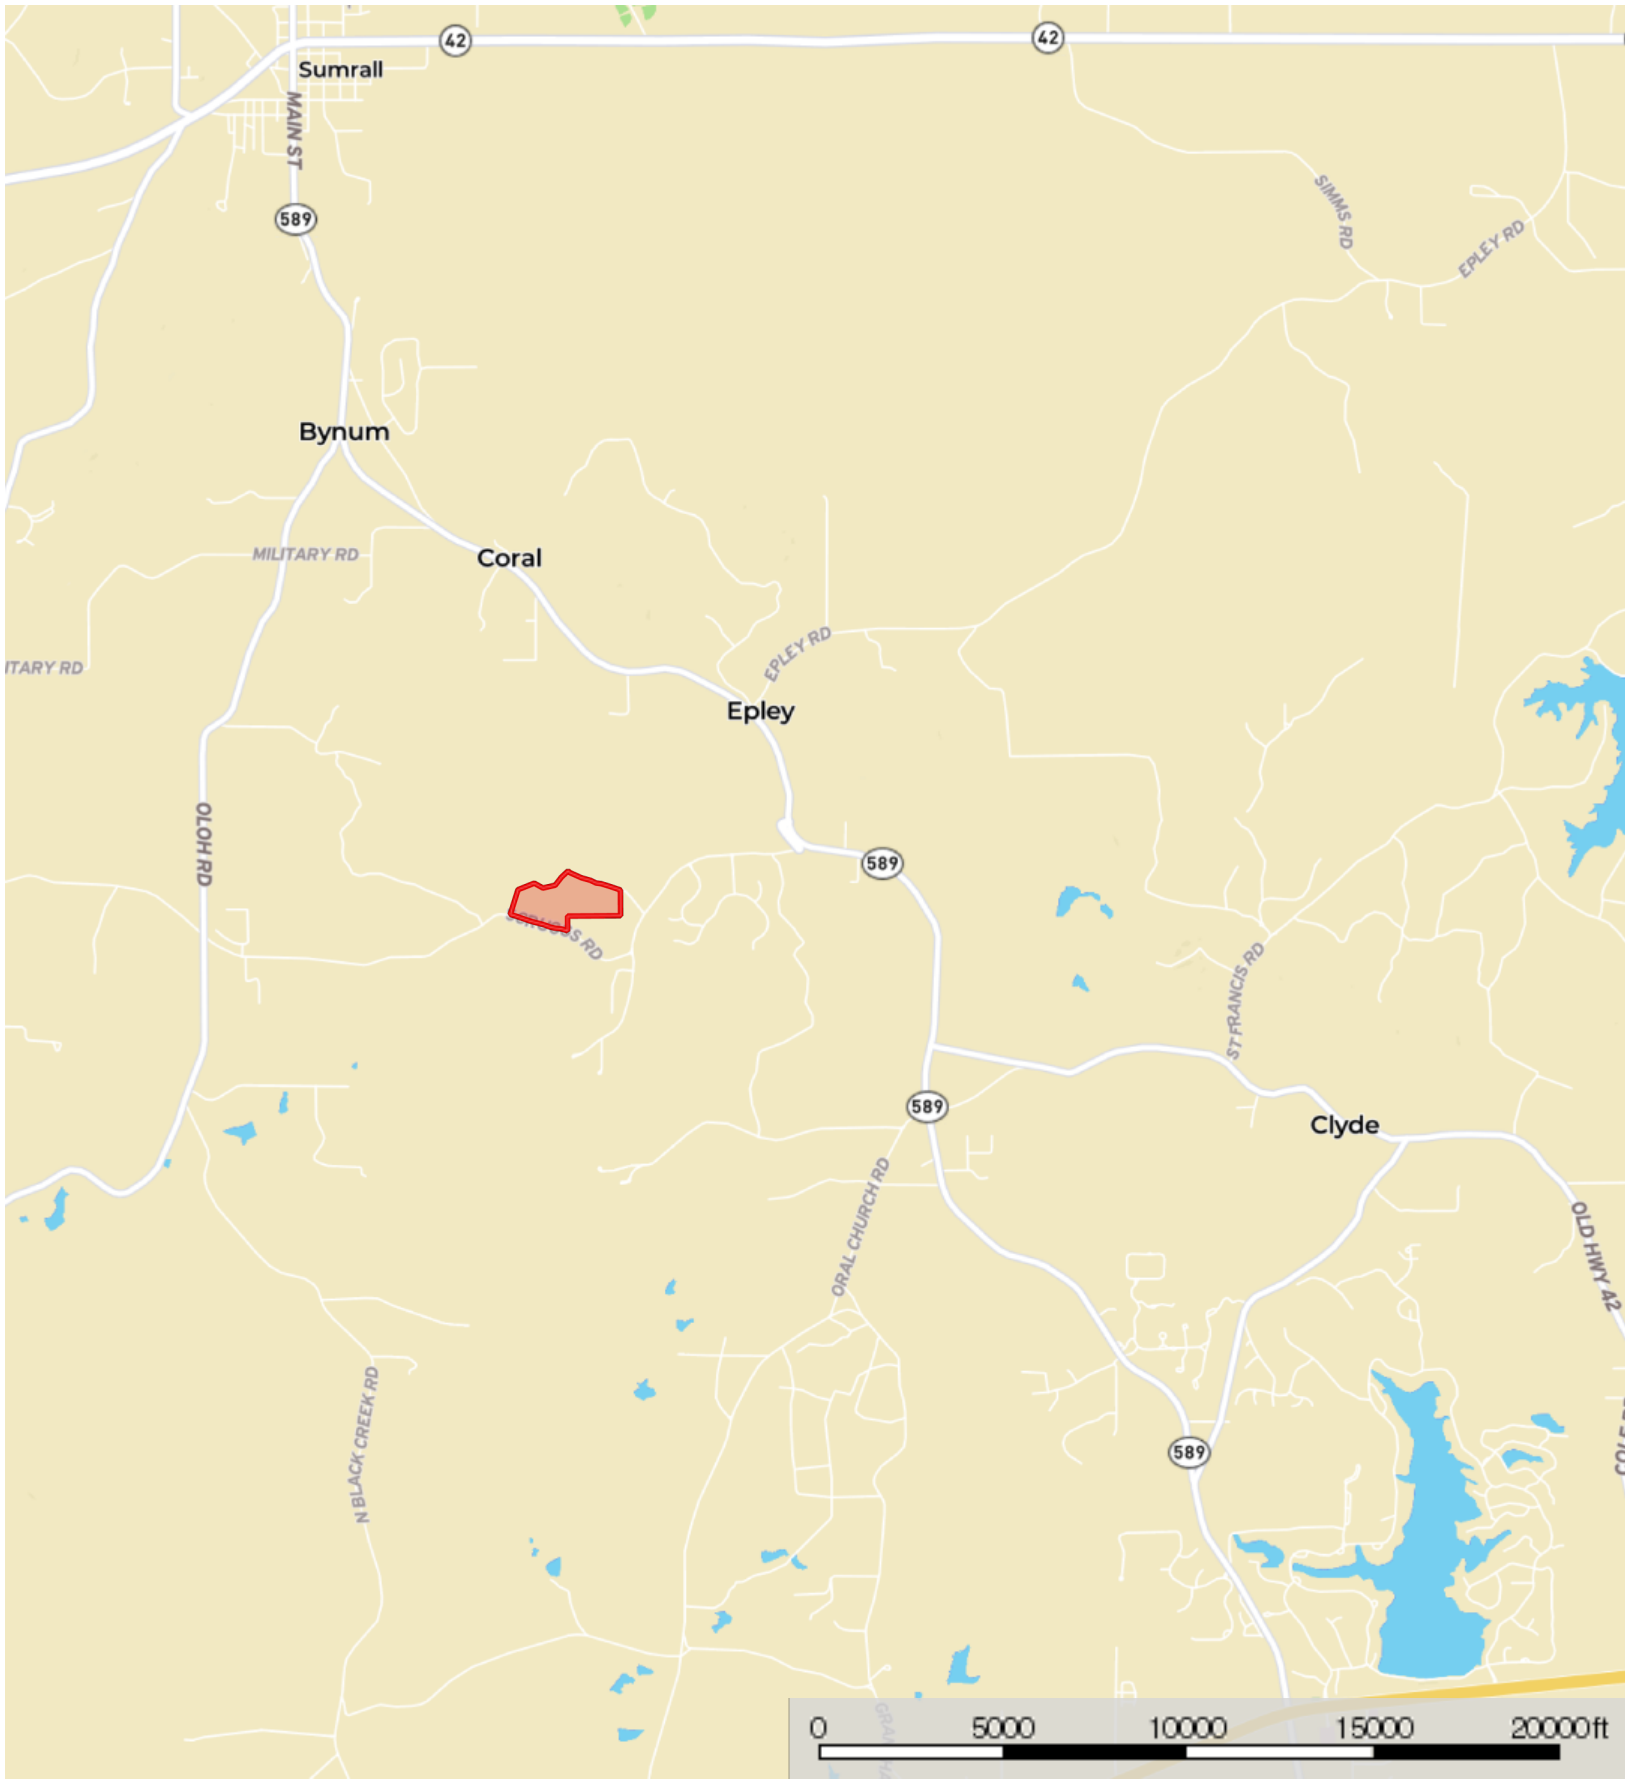 42
42
Sumrall
MAIN ST
589
SIMMS RD
EPLEY RD
Bynum
MILITARY RD
Coral
ITARY RD
EPLEY RD
Epley
OLOH RD
589
RD
ST FRANCIS RD
589
Clyde
ORAL CHURCH RD
OLD HWY 42
N BLACK CREEK RD
589
0 5000 10000 15000 20000ft